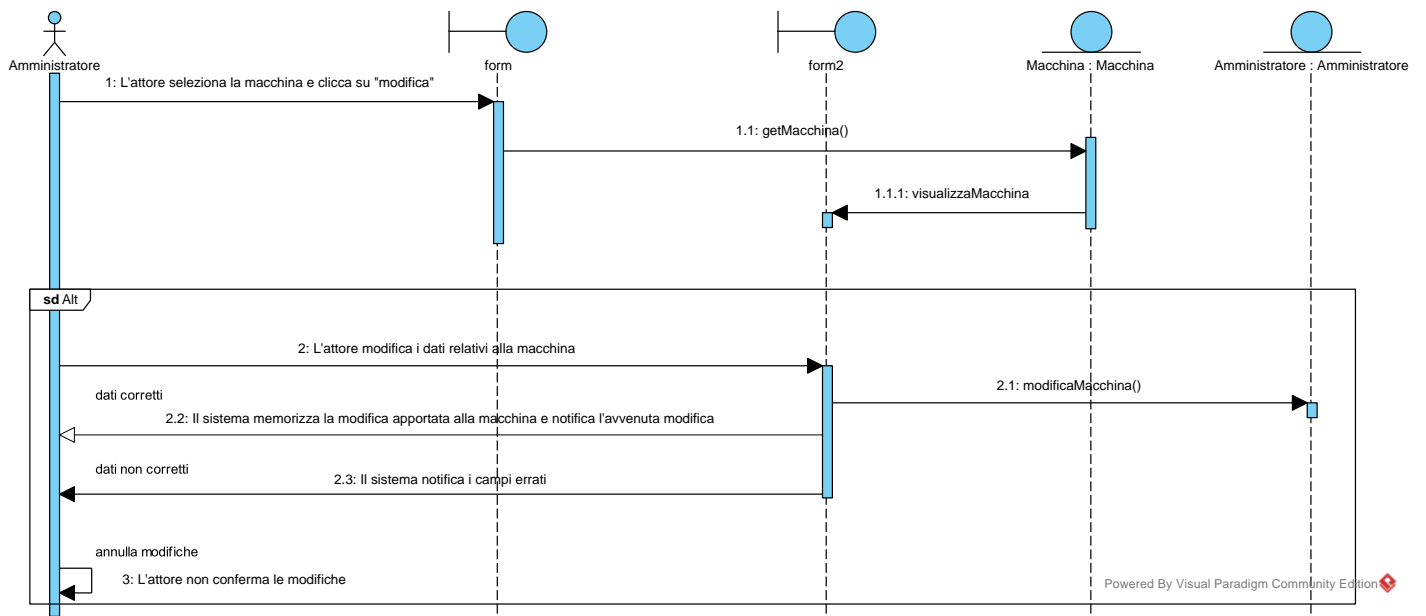 Amministratore
form
form2
Macchina : Macchina
Amministratore : Amministratore
1: L'attore seleziona la macchina e clicca su "modifica"
1.1: getMacchina()
1.1.1: visualizzaMacchina
sd Alt
2: L'attore modifica i dati relativi alla macchina
2.1: modificaMacchina()
dati corretti
2.2: Il sistema memorizza la modifica apportata alla macchina e notifica l'avvenuta modifica
dati non corretti
2.3: Il sistema notifica i campi errati
annulla modifiche
3: L'attore non conferma le modifiche
Powered By Visual Paradigm Community Edition